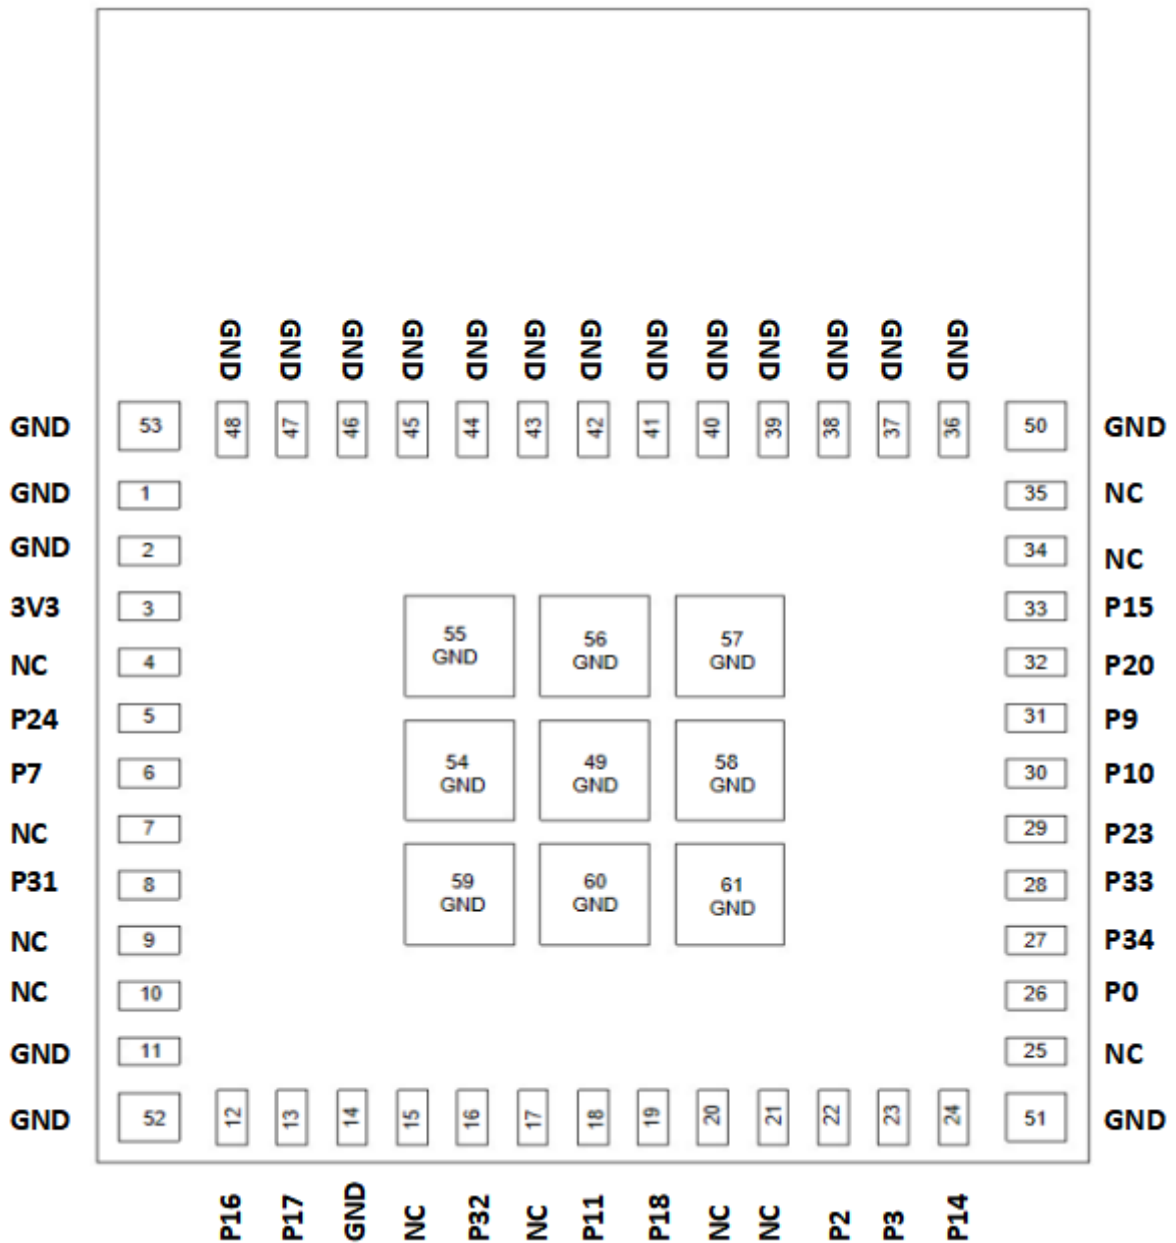 GND GND GND GND GND GND GND GND GND GND GND GND GND
GND 53 48 47 46 45 44 43 42 41 40 39 38 37 36 50 GND
GND 1 35 NC
GND 2 34 NC
3V3 3 33 P15
NC 4 32 P20
55 56 57
GND GND GND
P24 5 31 P9
P7 6 30 P10
54 49 58
GND GND GND
NC 7 29 P23
P31 8 28 P33
59 60 61
GND GND GND
NC 9 27 P34
NC 10 26 P0
GND 11 25 NC
GND 52 12 13 14 15 16 17 18 19 20 21 22 23 24 51 GND
P16 P17 GND NC P32 NC P11 P18 NC NC P2 P3 P14